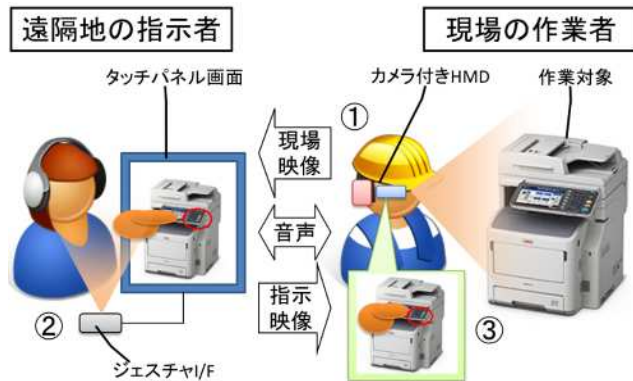 遠隔地の指示者
現場の作業者
タッチパネル画面
カメラ付きHMD
作業対象
①
現場
映像
音声
指示
映像
②
③
ジェスチャI/F